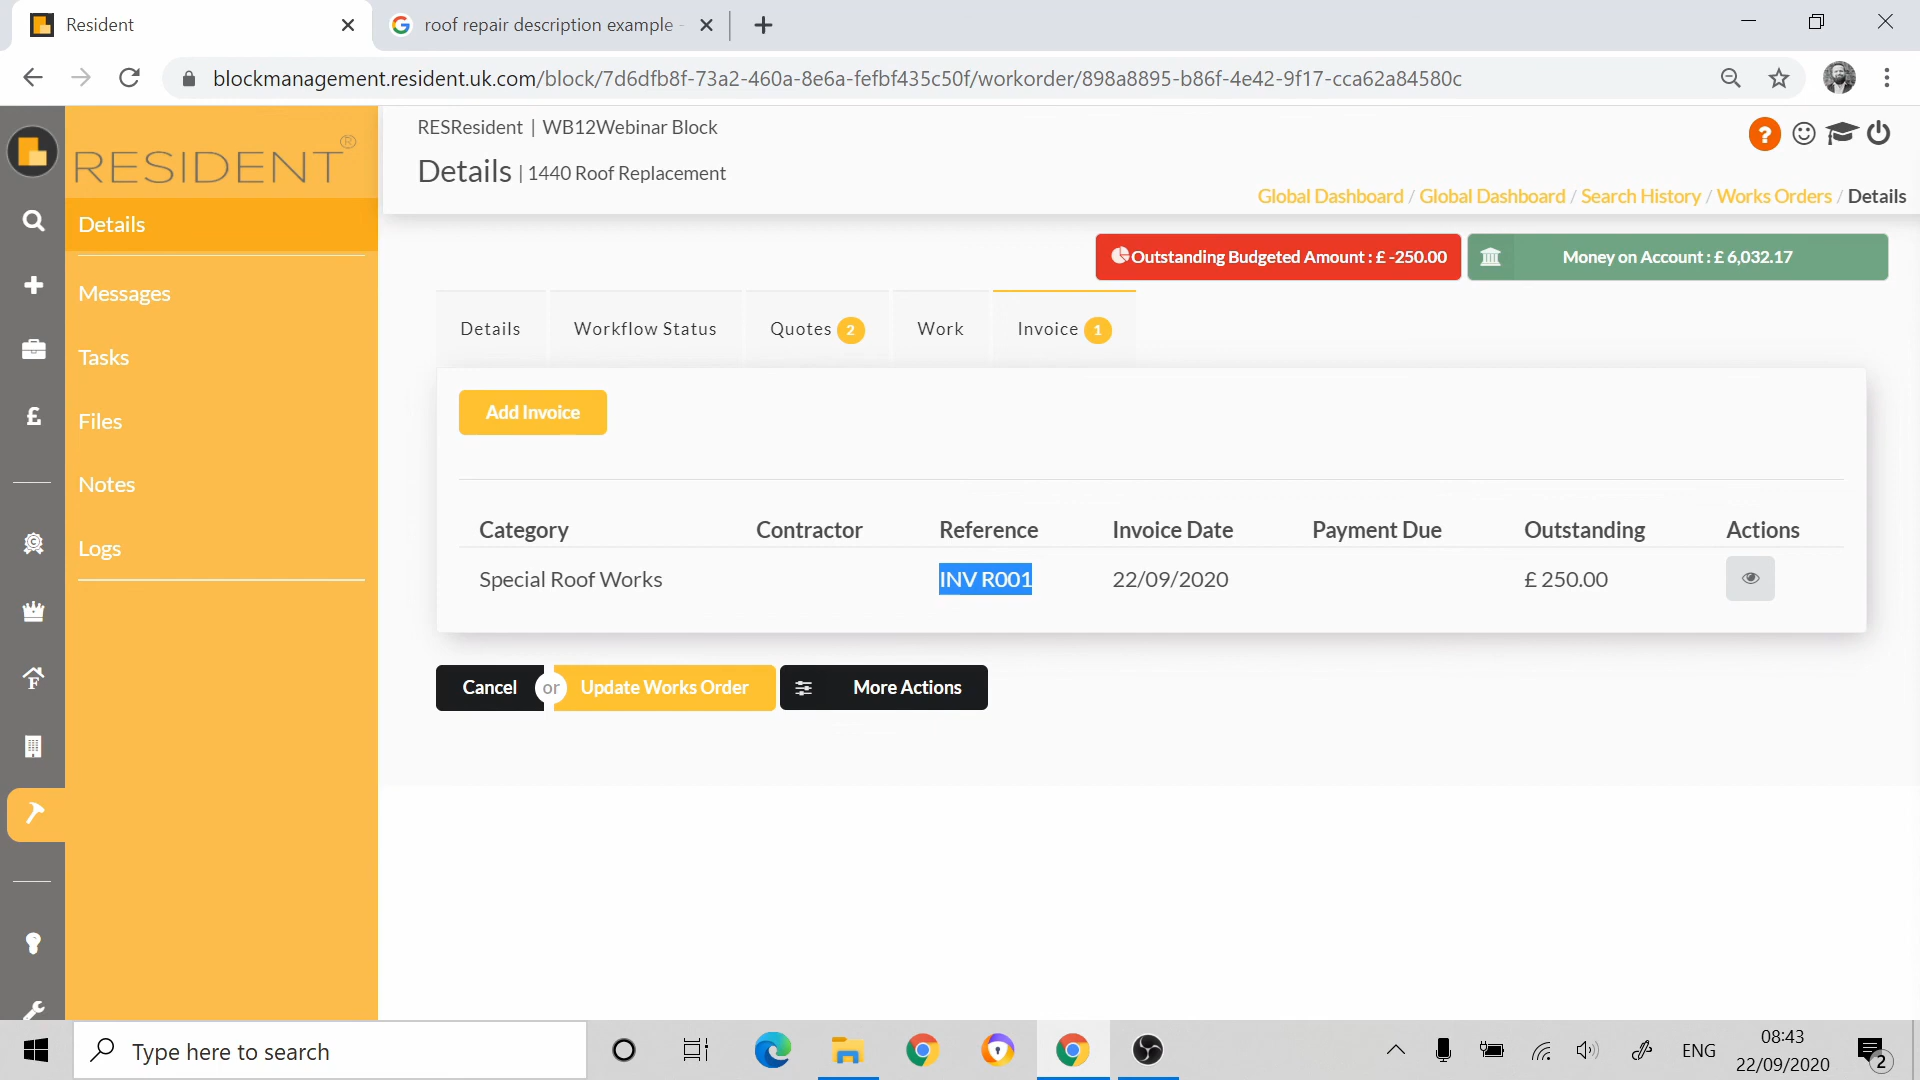 Resident
roof repair description example -
blockmanagement.resident.uk.com/block/7d6dfb8f-73a2-460a-8e6a-fefbf435c50f/workorder/898a8895-b86f-4e42-9f17-cca62a84580c
RESIDENT®
RESResident | WB12Webinar Block
Details | 1440 Roof Replacement
?
Global Dashboard / Global Dashboard / Search History / Works Orders / Details
Details
Messages
Tasks
Files
Notes
Logs
Outstanding Budgeted Amount : £ -250.00
Money on Account : £ 6,032.17
Details
Workflow Status
Quotes 2
Work
Invoice 1
Add Invoice
Category Contractor Reference Invoice Date Payment Due Outstanding Actions
Special Roof Works INV R001 22/09/2020 £ 250.00
Cancel or Update Works Order
More Actions
£
F
Type here to search
ENG
08:43
22/09/2020
2